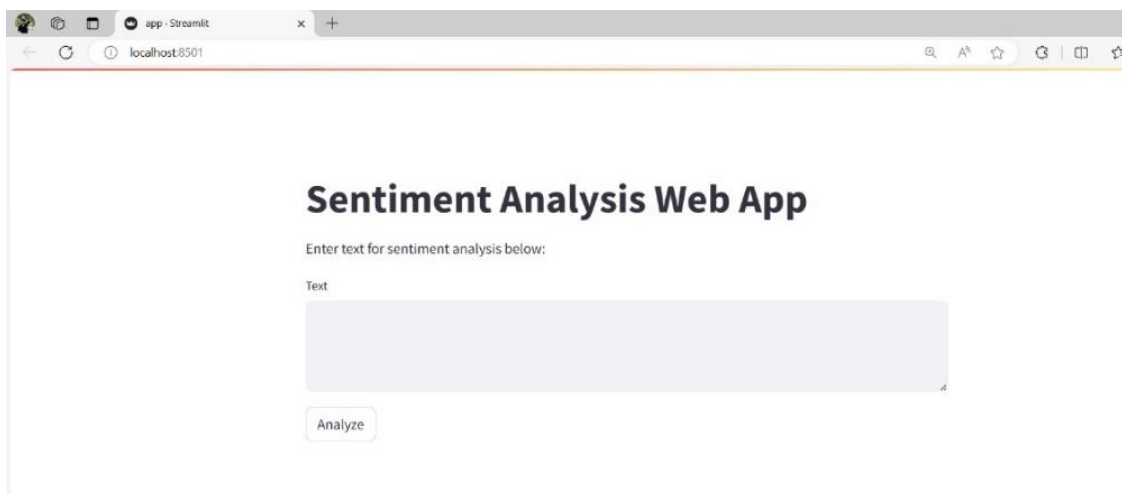 app · Streamlit
localhost:8501
Sentiment Analysis Web App
Enter text for sentiment analysis below:
Text
Analyze